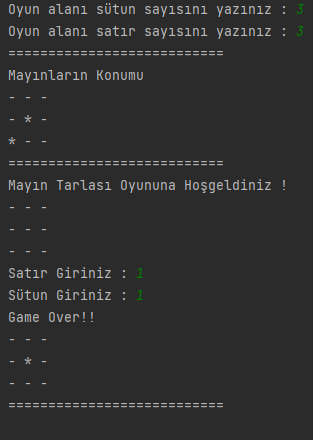 Oyun alanı sütun sayısını yazınız : 3
Oyun alanı satır sayısını yazınız : 3
===========================
Mayınların Konumu
- - -
- * -
* - -
===========================
Mayın Tarlası Oyununa Hoşgeldiniz !
- - -
- - -
- - -
Satır Giriniz : 1
Sütun Giriniz : 1
Game Over!!
- - -
- * -
- - -
===========================